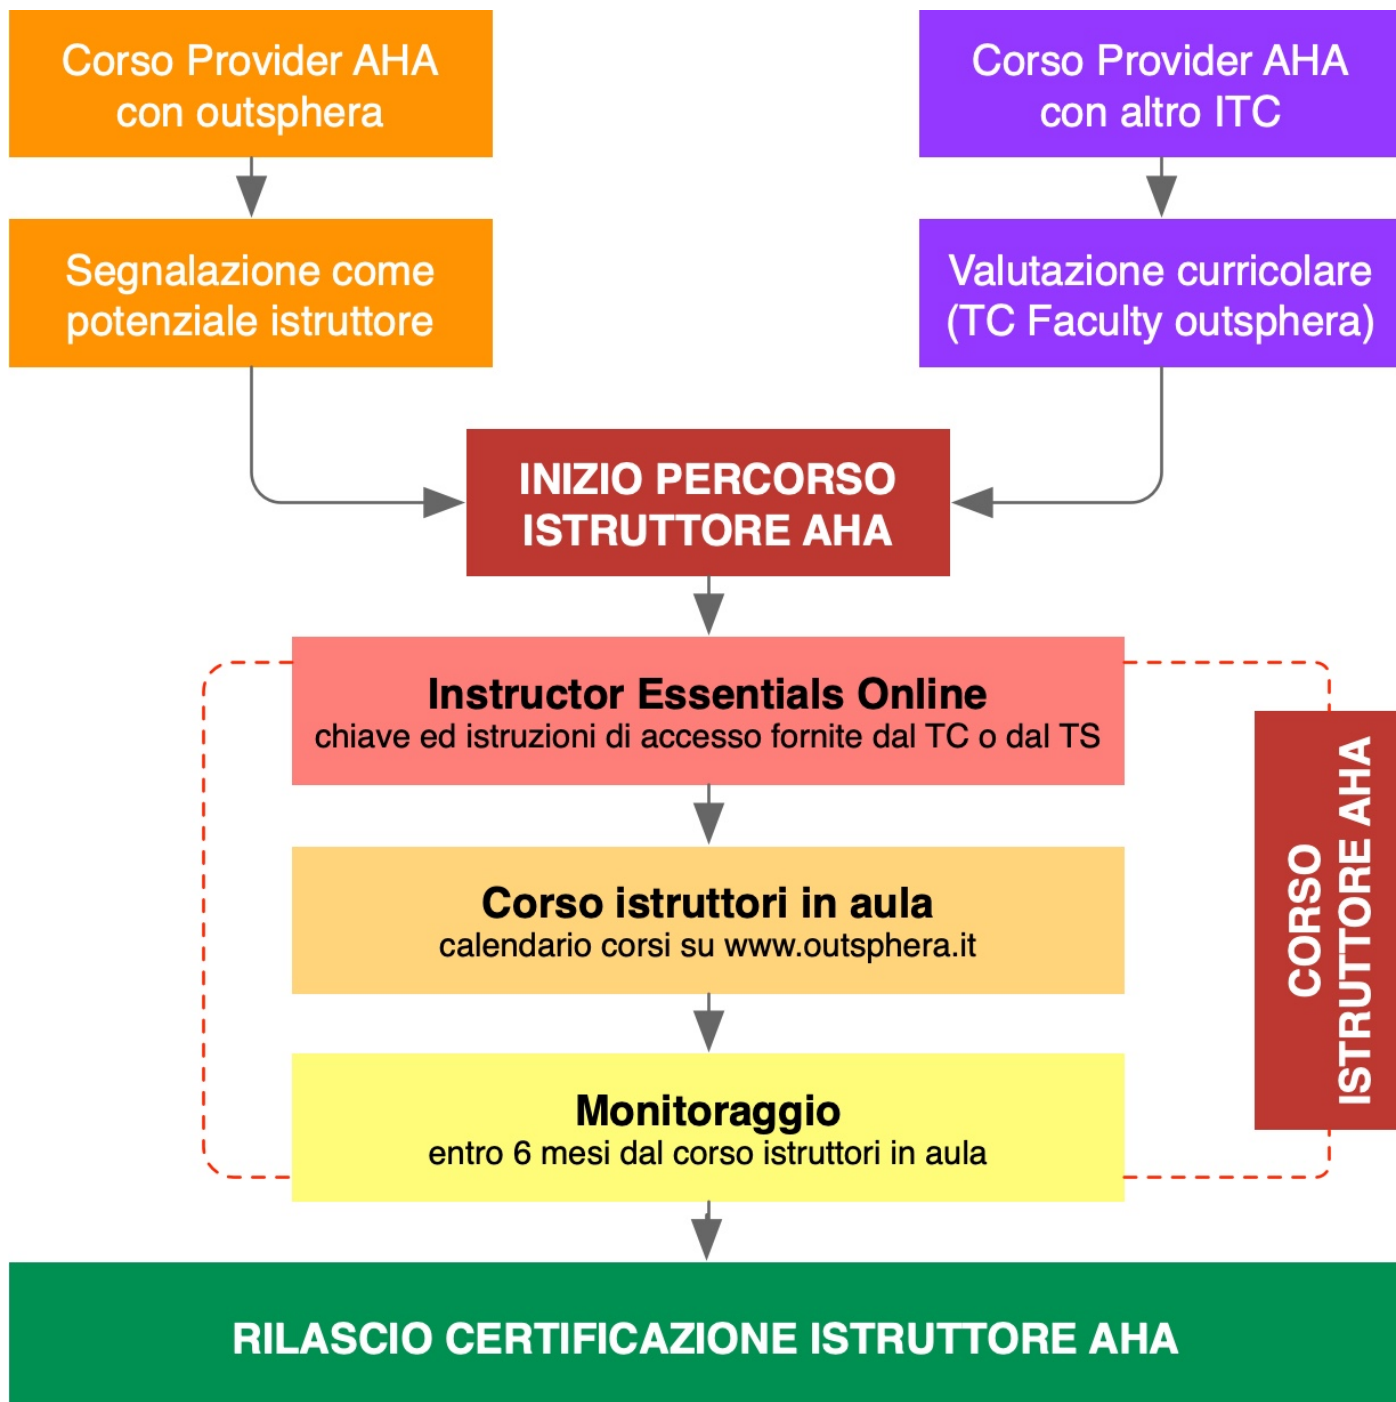 Corso Provider AHA
con outsphera
Corso Provider AHA
con altro ITC
Segnalazione come
potenziale istruttore
Valutazione curricolare
(TC Faculty outsphera)
INIZIO PERCORSO
ISTRUTTORE AHA
Instructor Essentials Online
chiave ed istruzioni di accesso fornite dal TC o dal TS
Corso istruttori in aula
calendario corsi su www.outsphera.it
Monitoraggio
entro 6 mesi dal corso istruttori in aula
CORSO
ISTRUTTORE AHA
RILASCIO CERTIFICAZIONE ISTRUTTORE AHA